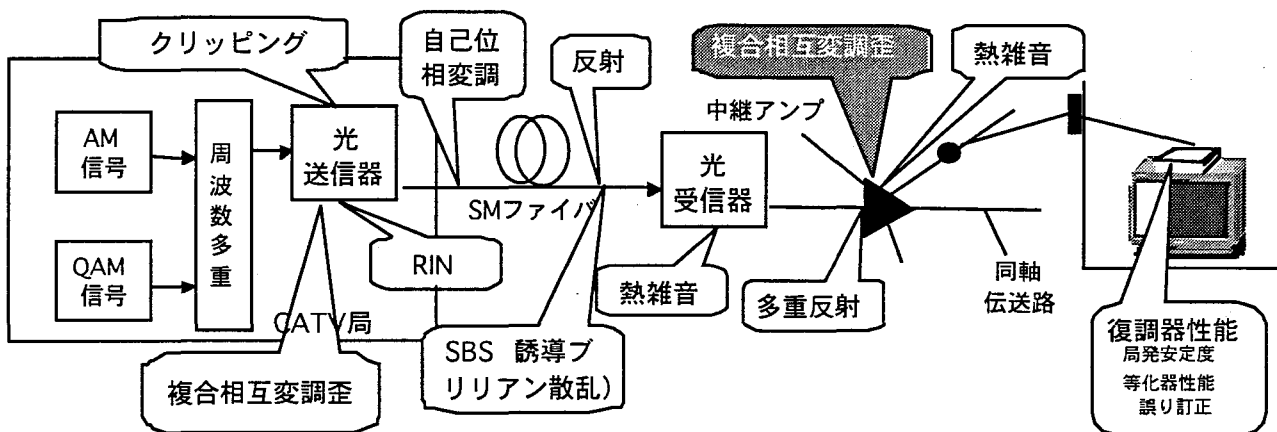 クリッピング
自己位
相変調
反射
複合相互変調歪
熱雑音
中継アンプ
AM
信号
周
波
数
多
重
光
送信器
SMファイバ
光
受信器
QAM
信号
RIN
熱雑音
多重反射
同軸
伝送路
CATV局
複合相互変調歪
SBS 誘導ブ
リリアン散乱）
復調器性能
局発安定度
等化器性能
誤り訂正